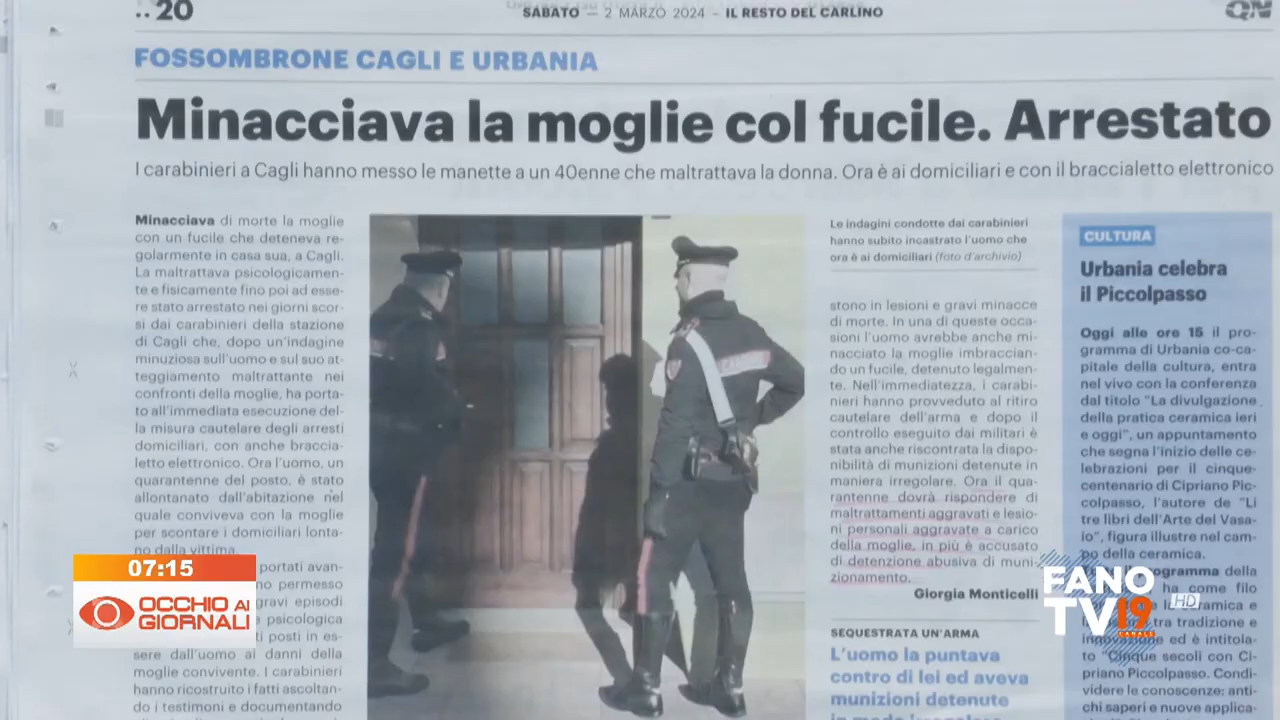 ..20
SABATO — 2 MARZO 2024 – IL RESTO DEL CARLINO
QN
FOSSOMBRONE CAGLI E URBANIA
Minacciava la moglie col fucile. Arrestato
I carabinieri a Cagli hanno messo le manette a un 40enne che maltrattava la donna. Ora è ai domiciliari e con il braccialetto elettronico
Minacciava di morte la moglie
con un fucile che deteneva re-
golarmente in casa sua, a Cagli.
La maltrattava psicologicamen-
te e fisicamente fino poi ad esse-
re stato arrestato nei giorni scor-
si dai carabinieri della stazione
di Cagli che, dopo un'indagine
minuziosa sull'uomo e sul suo at-
teggiamento maltrattante nei
confronti della moglie, ha porta-
to all'immediata esecuzione del-
la misura cautelare degli arresti
domiciliari, con anche braccia-
letto elettronico. Ora l'uomo, un
quarantenne del posto, è stato
allontanato dall'abitazione nel
quale conviveva con la moglie
per scontare i domiciliari lonta-
no dalla vittima.
portati avan-
no permesso
gravi episodi
e psicologica
ti posti in es-
sere dall'uomo ai danni della
moglie convivente. I carabinieri
hanno ricostruito i fatti ascoltan-
do i testimoni e documentando
07:15
OCCHIO AI
GIORNALI
CARABINIERI
Le indagini condotte dai carabinieri
hanno subito incastrato l'uomo che
ora è ai domiciliari (foto d'archivio)
stono in lesioni e gravi minacce
di morte. In una di queste occa-
sioni l'uomo avrebbe anche mi-
nacciato la moglie imbraccian-
do un fucile, detenuto legalmen-
te. Nell'immediatezza, i carabi-
nieri hanno provveduto al ritiro
cautelare dell'arma e dopo il
controllo eseguito dai militari è
stata anche riscontrata la dispo-
nibilità di munizioni detenute in
maniera irregolare. Ora il qua-
rantenne dovrà rispondere di
maltrattamenti aggravati e lesio-
ni personali aggravate a carico
della moglie, in più è accusato
di detenzione abusiva di muni-
zionamento.
Giorgia Monticelli
SEQUESTRATA UN'ARMA
L'uomo la puntava
contro di lei ed aveva
munizioni detenute
in modo irregolare
CULTURA
Urbania celebra
il Piccolpasso
Oggi alle ore 15 il pro-
gramma di Urbania co-ca-
pitale della cultura, entra
nel vivo con la conferenza
dal titolo "La divulgazione
della pratica ceramica ieri
e oggi", un appuntamento
che segna l'inizio delle ce-
lebrazioni per il cinque-
centenario di Cipriano Pic-
colpasso, l'autore de "Li
tre libri dell'Arte del Vasa-
io", figura illustre nel cam-
po della ceramica.
programma della
ha come filo
ceramica e
tra tradizione e
innovazione ed è intitola-
to "Cinque secoli con Ci-
priano Piccolpasso. Condi-
videre le conoscenze: anti-
chi saperi e nuove applica-
FANO
TV 19
CANALE
HD